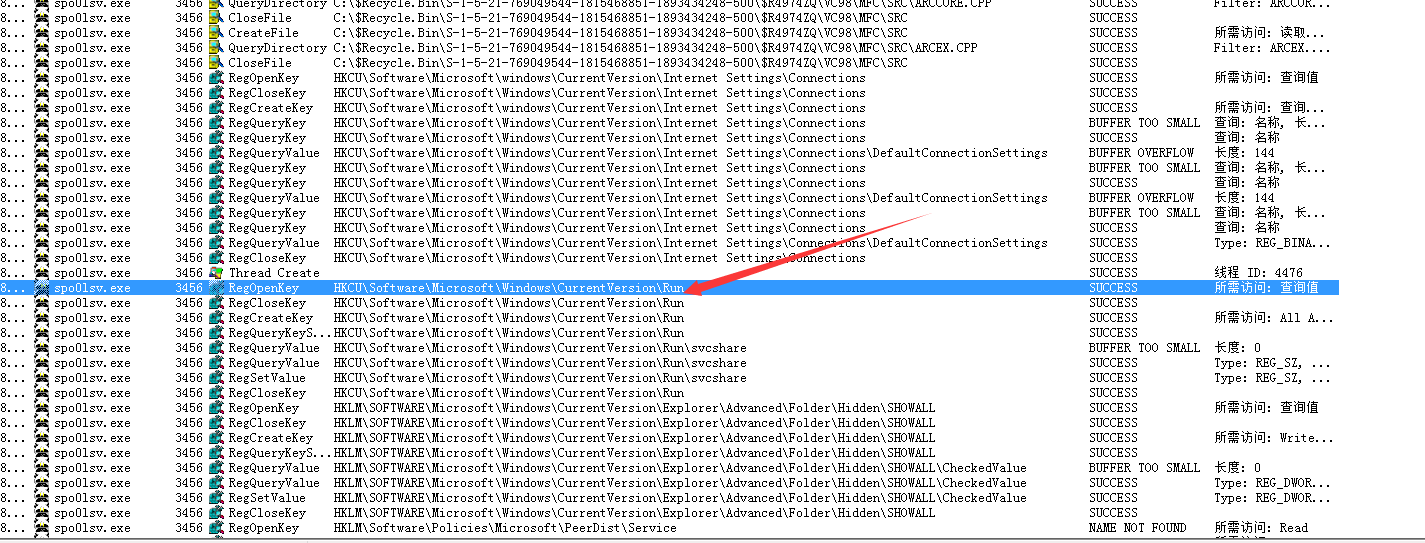 8... spo0lsv.exe 3456 QueryDirectory C:\$Recycle.Bin\S-1-5-21-769049544-1815468851-1893434248-500\$R4974ZQ\VC98\MFC\SRC\ARCCORE.CPP SUCCESS Filter: ARCCOR...
8... spo0lsv.exe 3456 CloseFile C:\$Recycle.Bin\S-1-5-21-769049544-1815468851-1893434248-500\$R4974ZQ\VC98\MFC\SRC SUCCESS
8... spo0lsv.exe 3456 CreateFile C:\$Recycle.Bin\S-1-5-21-769049544-1815468851-1893434248-500\$R4974ZQ\VC98\MFC\SRC SUCCESS 所需访问: 读取...
8... spo0lsv.exe 3456 QueryDirectory C:\$Recycle.Bin\S-1-5-21-769049544-1815468851-1893434248-500\$R4974ZQ\VC98\MFC\SRC\ARCEX.CPP SUCCESS Filter: ARCEX....
8... spo0lsv.exe 3456 CloseFile C:\$Recycle.Bin\S-1-5-21-769049544-1815468851-1893434248-500\$R4974ZQ\VC98\MFC\SRC SUCCESS
8... spo0lsv.exe 3456 RegOpenKey HKCU\Software\Microsoft\windows\CurrentVersion\Internet Settings\Connections SUCCESS 所需访问: 查询值
8... spo0lsv.exe 3456 RegCloseKey HKCU\Software\Microsoft\Windows\CurrentVersion\Internet Settings\Connections SUCCESS
8... spo0lsv.exe 3456 RegCreateKey HKCU\Software\Microsoft\Windows\CurrentVersion\Internet Settings\Connections SUCCESS 所需访问: 查询...
8... spo0lsv.exe 3456 RegQueryKey HKCU\Software\Microsoft\Windows\CurrentVersion\Internet Settings\Connections BUFFER TOO SMALL 查询: 名称, 长...
8... spo0lsv.exe 3456 RegQueryKey HKCU\Software\Microsoft\Windows\CurrentVersion\Internet Settings\Connections SUCCESS 查询: 名称
8... spo0lsv.exe 3456 RegQueryValue HKCU\Software\Microsoft\Windows\CurrentVersion\Internet Settings\Connections\DefaultConnectionSettings BUFFER OVERFLOW 长度: 144
8... spo0lsv.exe 3456 RegQueryKey HKCU\Software\Microsoft\Windows\CurrentVersion\Internet Settings\Connections BUFFER TOO SMALL 查询: 名称, 长...
8... spo0lsv.exe 3456 RegQueryKey HKCU\Software\Microsoft\Windows\CurrentVersion\Internet Settings\Connections SUCCESS 查询: 名称
8... spo0lsv.exe 3456 RegQueryValue HKCU\Software\Microsoft\Windows\CurrentVersion\Internet Settings\Connections\DefaultConnectionSettings BUFFER OVERFLOW 长度: 144
8... spo0lsv.exe 3456 RegQueryKey HKCU\Software\Microsoft\Windows\CurrentVersion\Internet Settings\Connections BUFFER TOO SMALL 查询: 名称, 长...
8... spo0lsv.exe 3456 RegQueryKey HKCU\Software\Microsoft\Windows\CurrentVersion\Internet Settings\Connections SUCCESS 查询: 名称
8... spo0lsv.exe 3456 RegQueryValue HKCU\Software\Microsoft\Windows\CurrentVersion\Internet Settings\Connections\DefaultConnectionSettings SUCCESS Type: REG_BINA...
8... spo0lsv.exe 3456 RegCloseKey HKCU\Software\Microsoft\Windows\CurrentVersion\Internet Settings\Connections SUCCESS
8... spo0lsv.exe 3456 Thread Create SUCCESS 线程 ID: 4476
8... spo0lsv.exe 3456 RegOpenKey HKCU\Software\Microsoft\Windows\CurrentVersion\Run SUCCESS 所需访问: 查询值
8... spo0lsv.exe 3456 RegCloseKey HKCU\Software\Microsoft\Windows\CurrentVersion\Run SUCCESS
8... spo0lsv.exe 3456 RegCreateKey HKCU\Software\Microsoft\Windows\CurrentVersion\Run SUCCESS 所需访问: All A...
8... spo0lsv.exe 3456 RegQueryKeyS... HKCU\Software\Microsoft\Windows\CurrentVersion\Run SUCCESS
8... spo0lsv.exe 3456 RegQueryValue HKCU\Software\Microsoft\Windows\CurrentVersion\Run\svcshare BUFFER TOO SMALL 长度: 0
8... spo0lsv.exe 3456 RegQueryValue HKCU\Software\Microsoft\Windows\CurrentVersion\Run\svcshare SUCCESS Type: REG_SZ, ...
8... spo0lsv.exe 3456 RegSetValue HKCU\Software\Microsoft\Windows\CurrentVersion\Run\svcshare SUCCESS Type: REG_SZ, ...
8... spo0lsv.exe 3456 RegCloseKey HKCU\Software\Microsoft\Windows\CurrentVersion\Run SUCCESS
8... spo0lsv.exe 3456 RegOpenKey HKLM\SOFTWARE\Microsoft\Windows\CurrentVersion\Explorer\Advanced\Folder\Hidden\SHOWALL SUCCESS 所需访问: 查询值
8... spo0lsv.exe 3456 RegCloseKey HKLM\SOFTWARE\Microsoft\Windows\CurrentVersion\Explorer\Advanced\Folder\Hidden\SHOWALL SUCCESS
8... spo0lsv.exe 3456 RegCreateKey HKLM\SOFTWARE\Microsoft\Windows\CurrentVersion\Explorer\Advanced\Folder\Hidden\SHOWALL SUCCESS 所需访问: Write...
8... spo0lsv.exe 3456 RegQueryKeyS... HKLM\SOFTWARE\Microsoft\Windows\CurrentVersion\Explorer\Advanced\Folder\Hidden\SHOWALL SUCCESS
8... spo0lsv.exe 3456 RegQueryValue HKLM\SOFTWARE\Microsoft\Windows\CurrentVersion\Explorer\Advanced\Folder\Hidden\SHOWALL\CheckedValue BUFFER TOO SMALL 长度: 0
8... spo0lsv.exe 3456 RegQueryValue HKLM\SOFTWARE\Microsoft\Windows\CurrentVersion\Explorer\Advanced\Folder\Hidden\SHOWALL\CheckedValue SUCCESS Type: REG_DWOR...
8... spo0lsv.exe 3456 RegSetValue HKLM\SOFTWARE\Microsoft\Windows\CurrentVersion\Explorer\Advanced\Folder\Hidden\SHOWALL\CheckedValue SUCCESS Type: REG_DWOR...
8... spo0lsv.exe 3456 RegCloseKey HKLM\SOFTWARE\Microsoft\Windows\CurrentVersion\Explorer\Advanced\Folder\Hidden\SHOWALL SUCCESS
8... spo0lsv.exe 3456 RegOpenKey HKLM\Software\Policies\Microsoft\PeerDist\Service NAME NOT FOUND 所需访问: Read